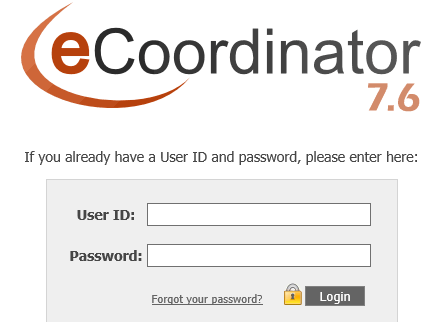 eCoordinator
7.6
If you already have a User ID and password, please enter here:
User ID:
Password:
Forgot your password?
Login